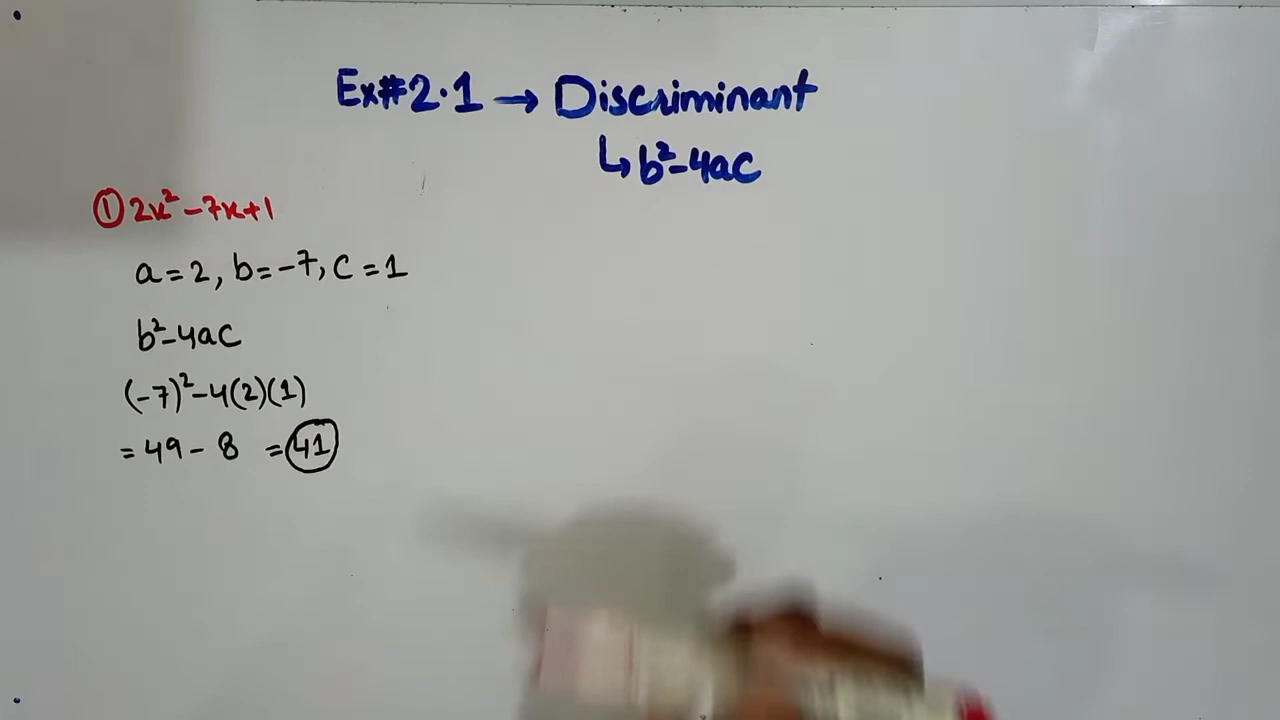 Ex#2.1 → Discriminant
↳ b²-4ac
① 2x²-7x+1
a=2, b=-7, c=1
b²-4ac
(-7)²-4(2)(1)
=49-8 =41